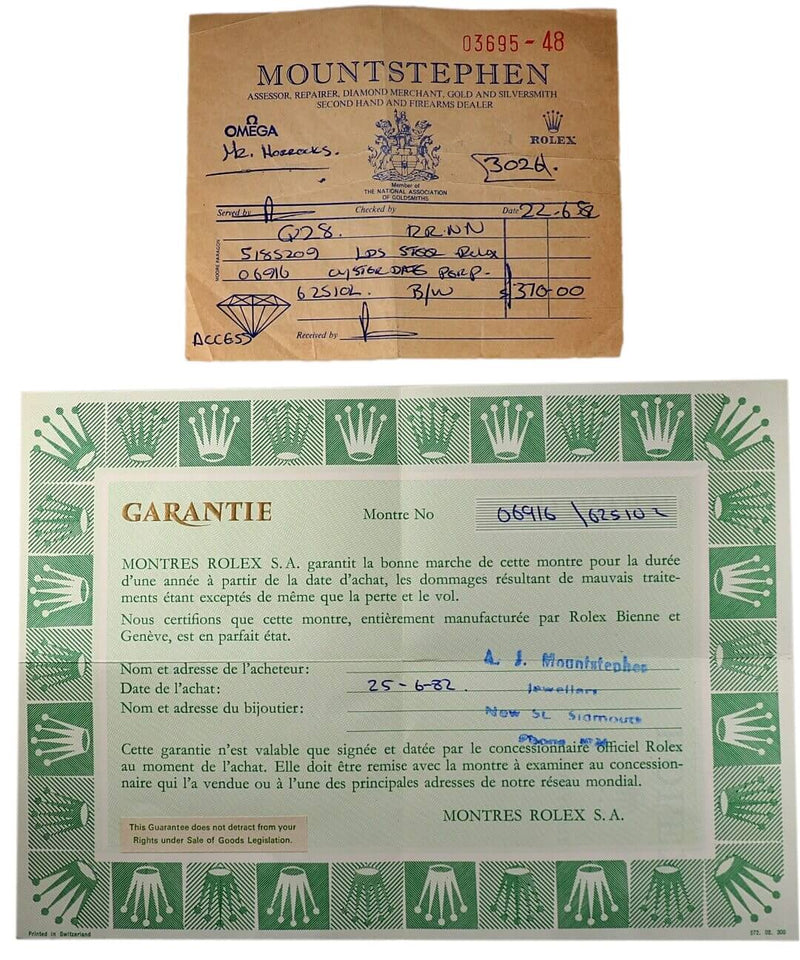 03695-48
MOUNTSTEPHEN
ASSESSOR, REPAIRER, DIAMOND MERCHANT, GOLD AND SILVERSMITH
SECOND HAND AND FIREARMS DEALER
Ω
OMEGA
ROLEX
Mr. Horrocks.
3026.
Member of
THE NATIONAL ASSOCIATION
OF GOLDSMITHS
Served by
Checked by
Date 22.6.82
Q28. DRNN
5185209 LDS STEEL Rolex
06916 OYSTER DATE PERP.
625102. B/W £370-00
MOORE PARAGON
ACCESS
Received by
GARANTIE
Montre No 06916 \625102
MONTRES ROLEX S.A. garantit la bonne marche de cette montre pour la durée
d'une année à partir de la date d'achat, les dommages résultant de mauvais traite-
ments étant exceptés de même que la perte et le vol.
Nous certifions que cette montre, entièrement manufacturée par Rolex Bienne et
Genève, est en parfait état.
Nom et adresse de l'acheteur:
A. J. Mountstephen
Date de l'achat: 25-6-82.
Jewellers
Nom et adresse du bijoutier:
New St. Sidmouth
Cette garantie n'est valable que signée et datée par le concessionnaire officiel Rolex
au moment de l'achat. Elle doit être remise avec la montre à examiner au concession-
naire qui l'a vendue ou à l'une des principales adresses de notre réseau mondial.
MONTRES ROLEX S.A.
This Guarantee does not detract from your
Rights under Sale of Goods Legislation.
Printed in Switzerland
572. 02. 300